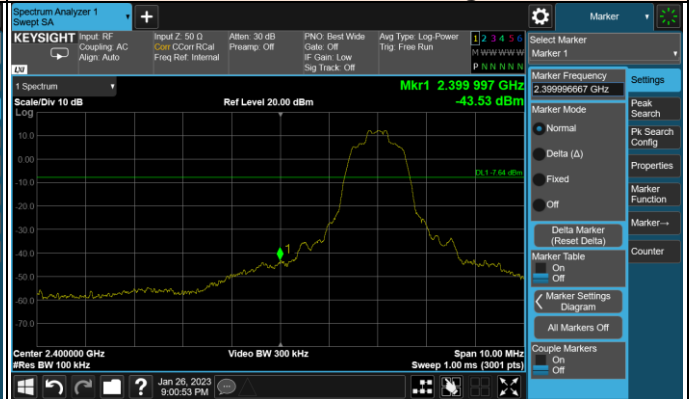 Spectrum Analyzer 1
Swept SA
+
Marker
KEYSIGHT
Input: RF
Coupling: AC
Align: Auto
Input Z: 50 Ω
Corr CCorr RCal
Freq Ref: Internal
Atten: 30 dB
Preamp: Off
PNO: Best Wide
Gate: Off
IF Gain: Low
Sig Track: Off
Avg Type: Log-Power
Trig: Free Run
1 2 3 4 5 6
M W W W W W
P N N N N N
LXI
Select Marker
Marker 1
1 Spectrum
Scale/Div 10 dB
Log
Ref Level 20.00 dBm
Mkr1 2.399 997 GHz
-43.53 dBm
10.0
0.00
-10.0
-20.0
-30.0
-40.0
-50.0
-60.0
-70.0
DL1 -7.64 dBm
1
Center 2.400000 GHz
#Res BW 100 kHz
Video BW 300 kHz
Span 10.00 MHz
Sweep 1.00 ms (3001 pts)
Marker Frequency
2.399996667 GHz
Marker Mode
Normal
Delta (Δ)
Fixed
Off
Delta Marker
(Reset Delta)
Marker Table
On
Off
Marker Settings
Diagram
All Markers Off
Couple Markers
On
Off
Settings
Peak
Search
Pk Search
Config
Properties
Marker
Function
Marker→
Counter
?
Jan 26, 2023
9:00:53 PM